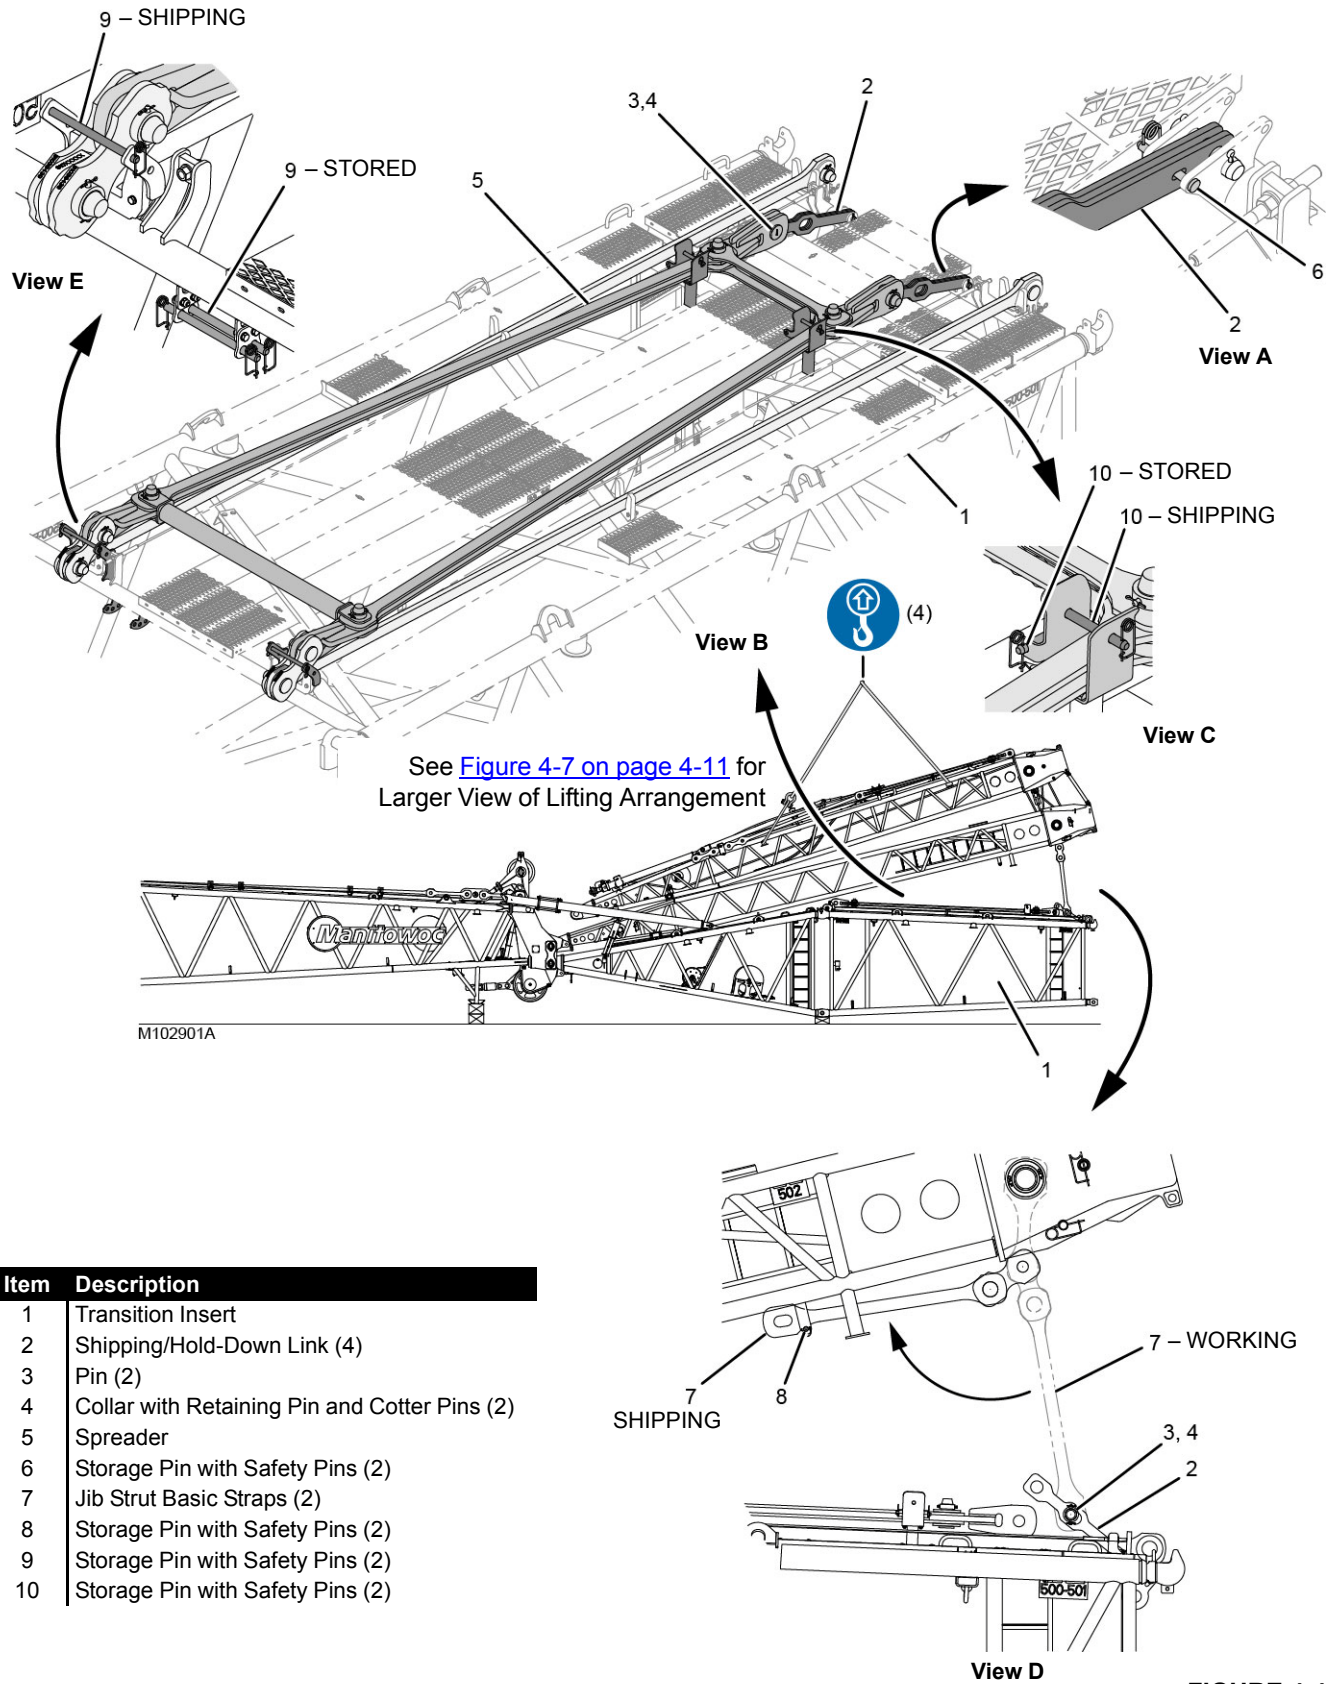 9 – SHIPPING
3,4
2
9 – STORED
5
View E
6
2
View A
1
10 – STORED
10 – SHIPPING
(4)
View B
View C
See Figure 4-7 on page 4-11 for
Larger View of Lifting Arrangement
Manitowoc
M102901A
1
502
7 – WORKING
7
SHIPPING
8
3, 4
2
500-501
View D
Item Description
1 Transition Insert
2 Shipping/Hold-Down Link (4)
3 Pin (2)
4 Collar with Retaining Pin and Cotter Pins (2)
5 Spreader
6 Storage Pin with Safety Pins (2)
7 Jib Strut Basic Straps (2)
8 Storage Pin with Safety Pins (2)
9 Storage Pin with Safety Pins (2)
10 Storage Pin with Safety Pins (2)